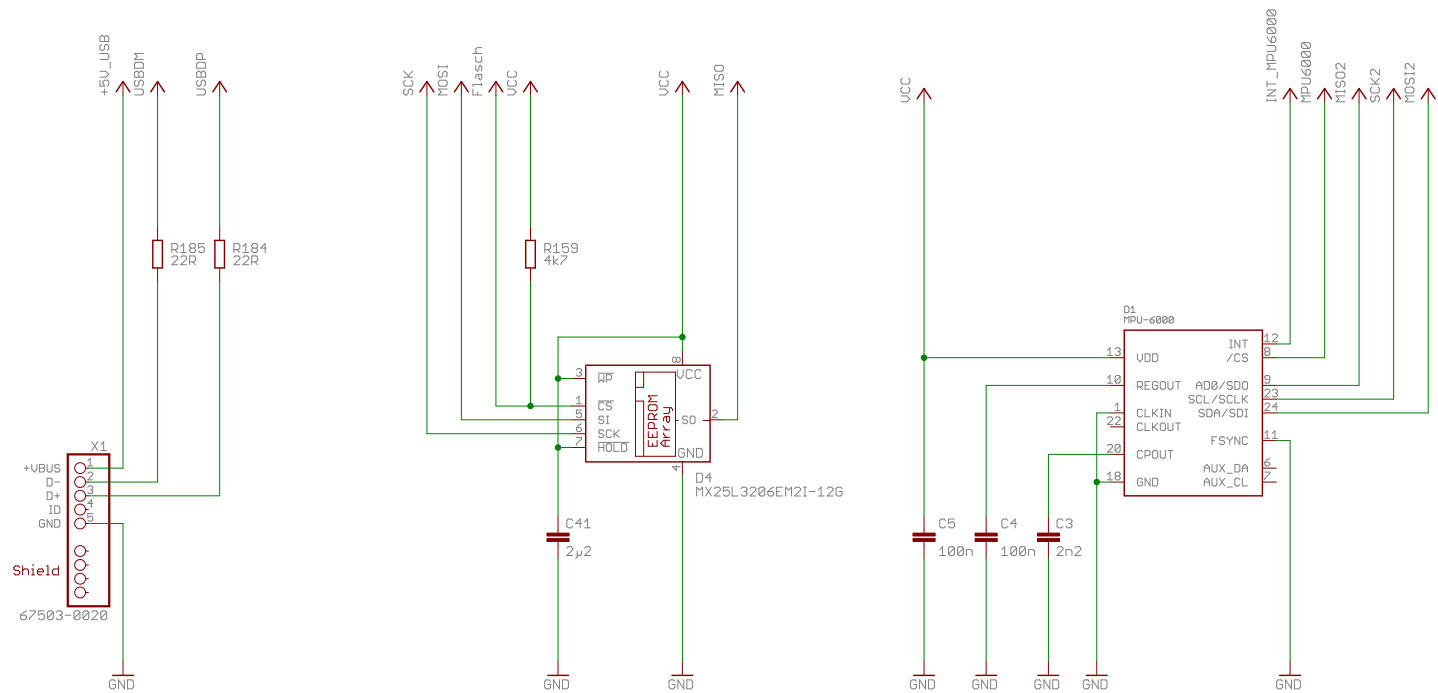 +5V_USB
USBDM
USBDP
R185
22R
R184
22R
X1
+VBUS
1
D-
2
D+
3
ID
4
GND
5
Shield
67503-0020
GND
SCK
MOSI
Flasch
VCC
VCC
MISO
R159
4k7
8
VCC
3
WP
1
CS
5
SI
6
SCK
7
HOLD
EEPROM
Array
SO
2
GND
4
D4
MX25L3206EM2I-12G
C41
2µ2
GND
GND
VCC
INT_MPU6000
MPU6000
MISO2
SCK2
MOSI2
D1
MPU-6000
13
VDD
10
REGOUT
1
CLKIN
22
CLKOUT
20
CPOUT
18
GND
INT
12
/CS
8
AD0/SDO
9
SCL/SCLK
23
SDA/SDI
24
FSYNC
11
AUX_DA
6
AUX_CL
7
C5
100n
C4
100n
C3
2n2
GND
GND
GND
GND
GND